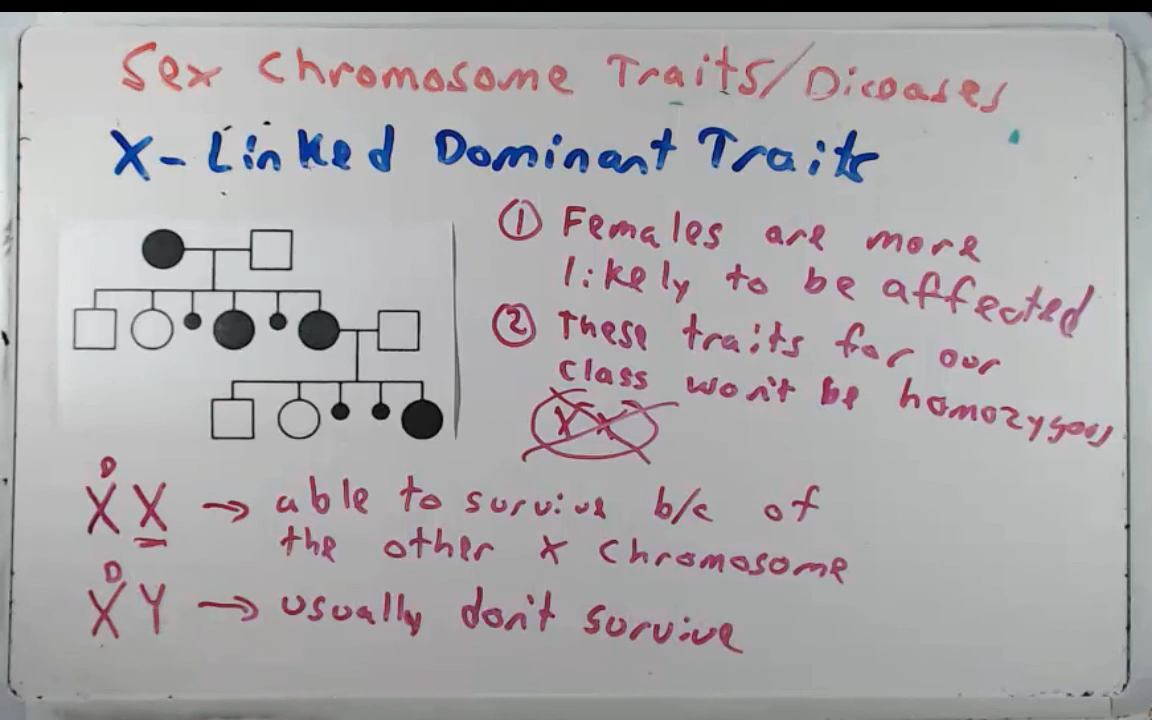 Sex Chromosome Traits/Diseases
X-Linked Dominant Traits
① Females are more
likely to be affected
② These traits for our
class won't be homozygous
X X
D
X X → able to survive b/c of
the other X Chromosome
D
X Y → usually don't survive